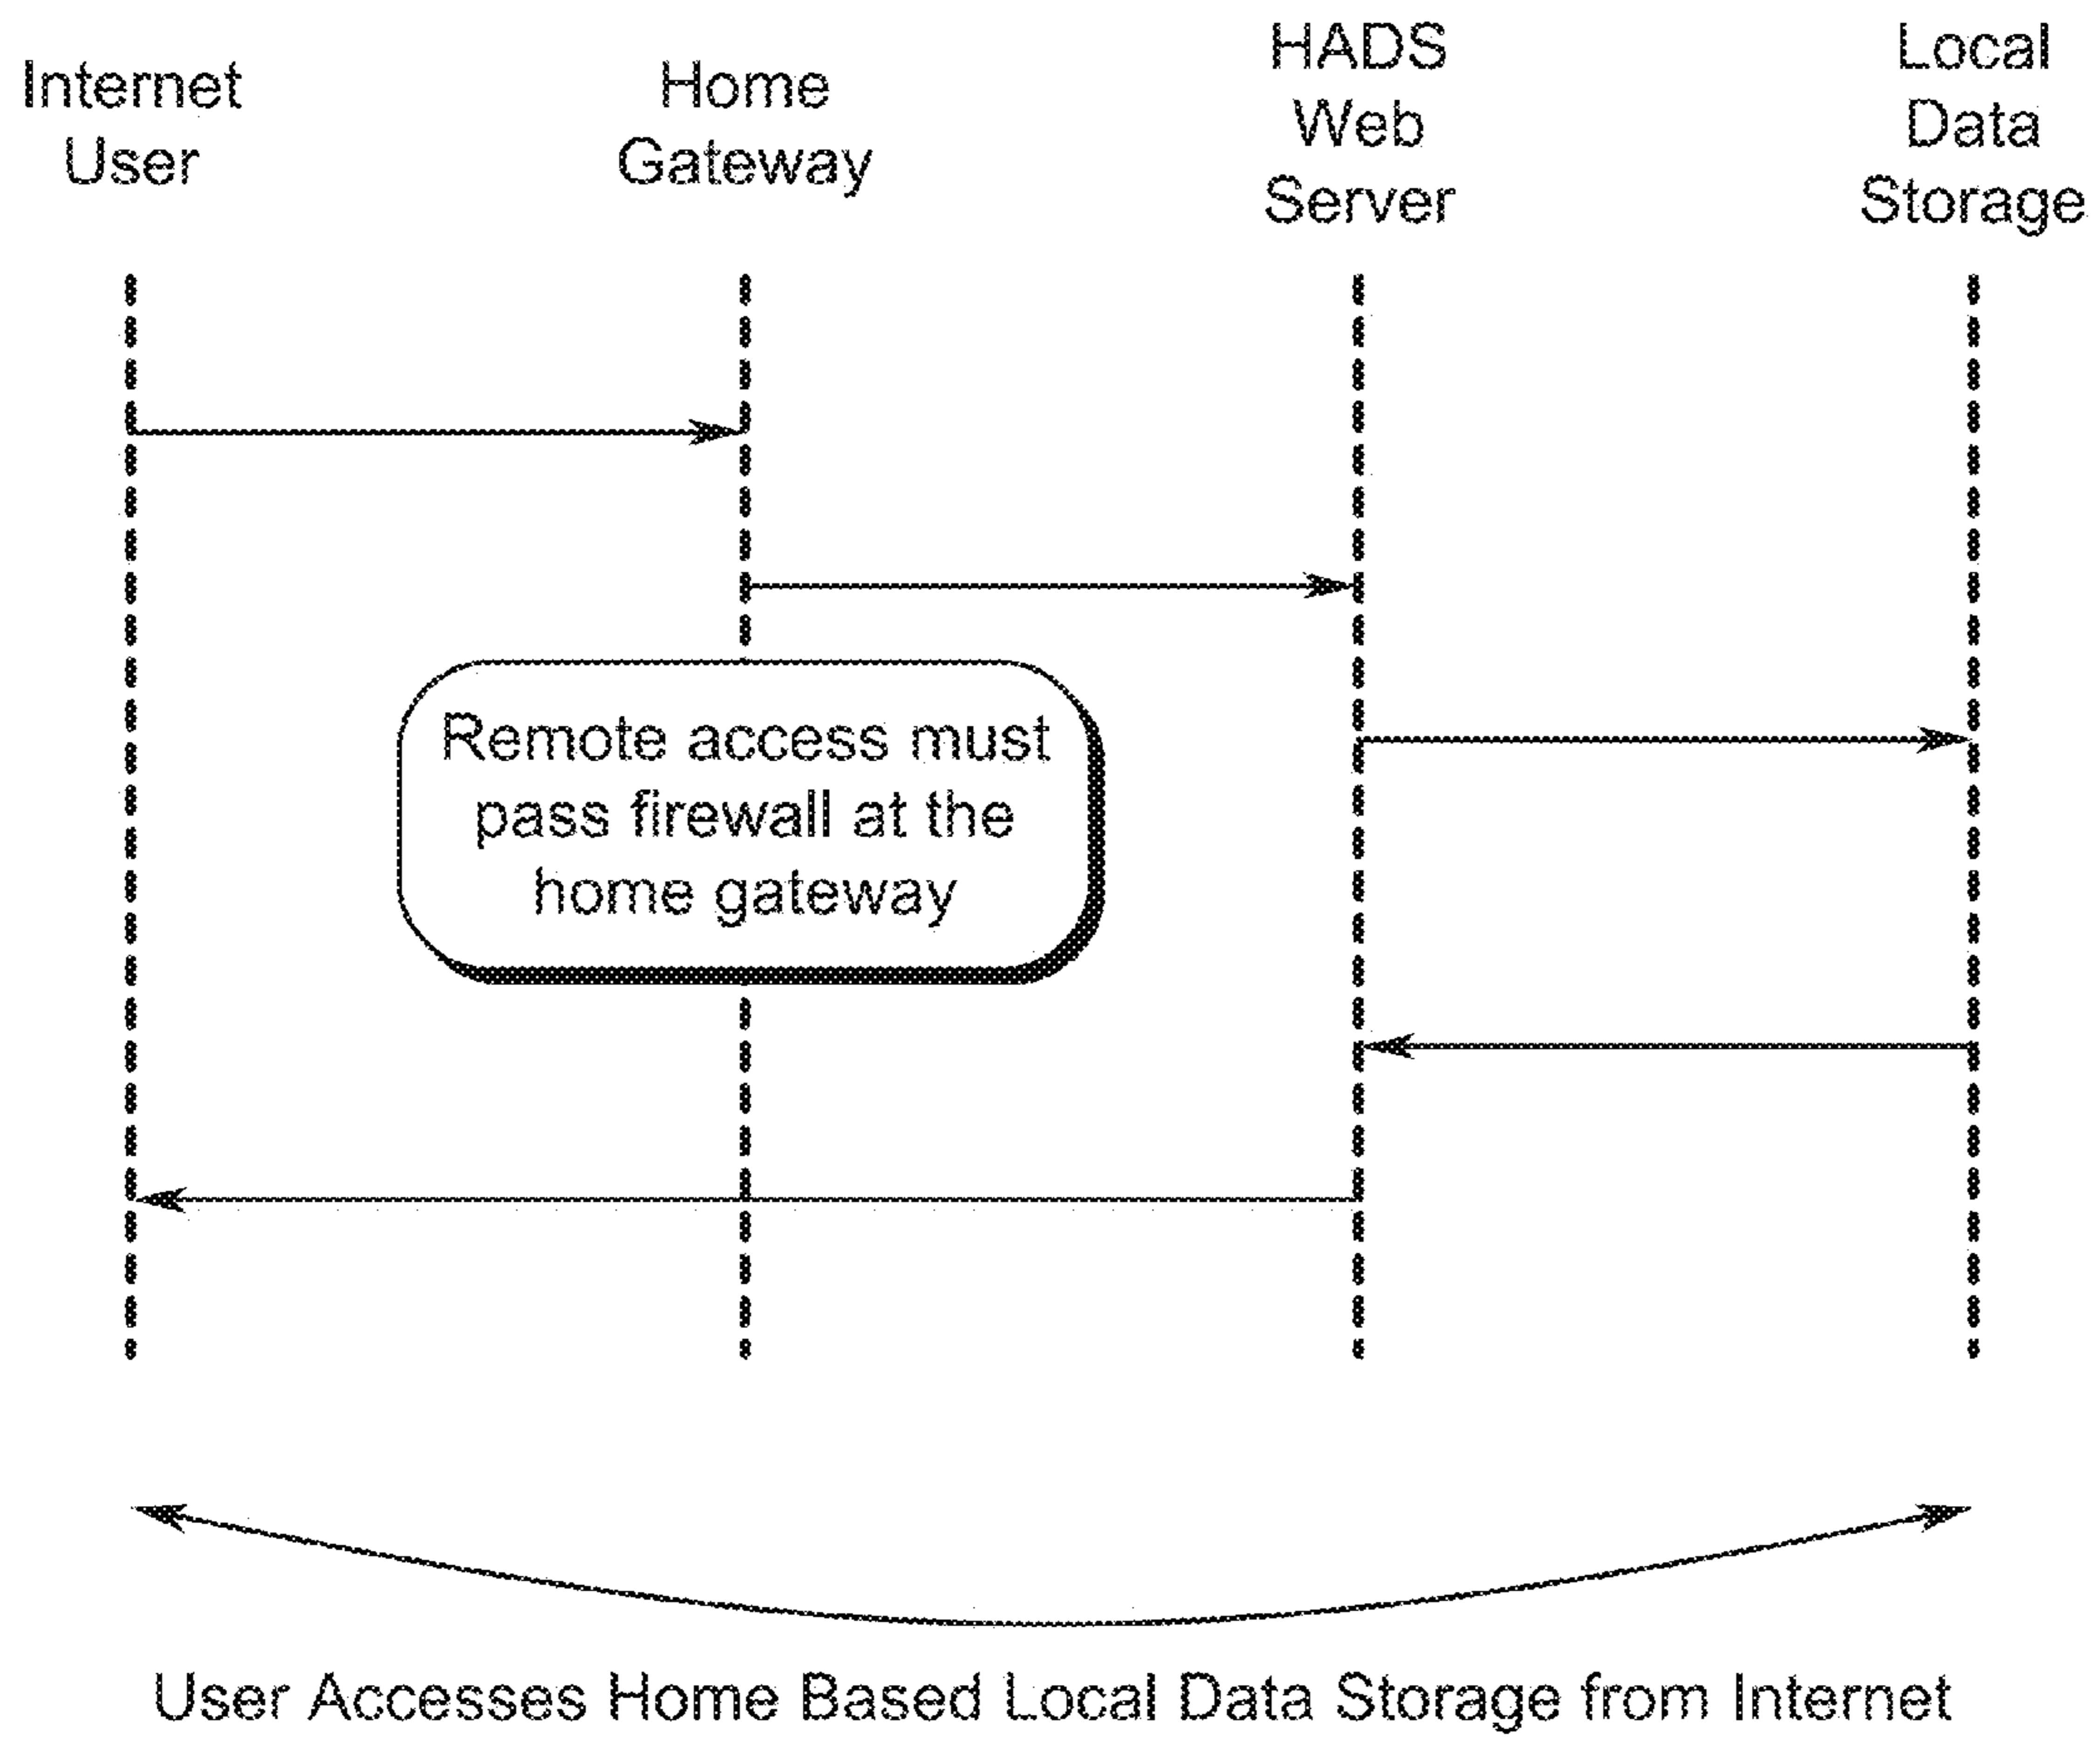 Internet
User
Home
Gateway
HADS
Web
Server
Local
Data
Storage
Remote access must
pass firewall at the
home gateway
User Accesses Home Based Local Data Storage from Internet